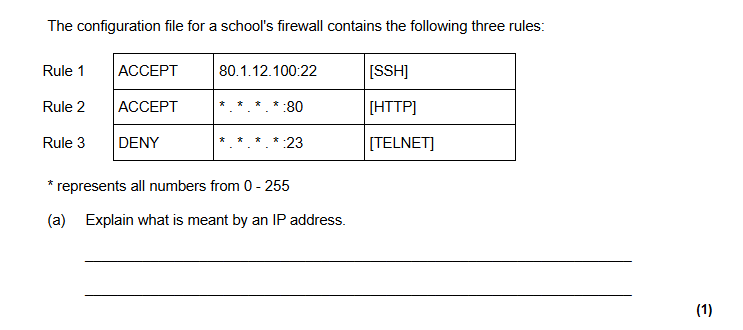 The configuration file for a school's firewall contains the following three rules:
Rule 1 ACCEPT 80.1.12.100:22 [SSH]
Rule 2 ACCEPT *.*.*.*:80 [HTTP]
Rule 3 DENY *.*.*.*:23 [TELNET]
* represents all numbers from 0 - 255
(a) Explain what is meant by an IP address.
(1)